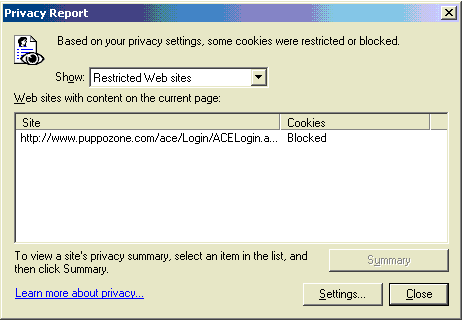 Privacy Report
Based on your privacy settings, some cookies were restricted or blocked.
Show: Restricted Web sites
Web sites with content on the current page:
Site Cookies
http://www.puppozone.com/ace/Login/ACELogin.a... Blocked
To view a site's privacy summary, select an item in the list, and
then click Summary.
Summary
Learn more about privacy...
Settings... Close